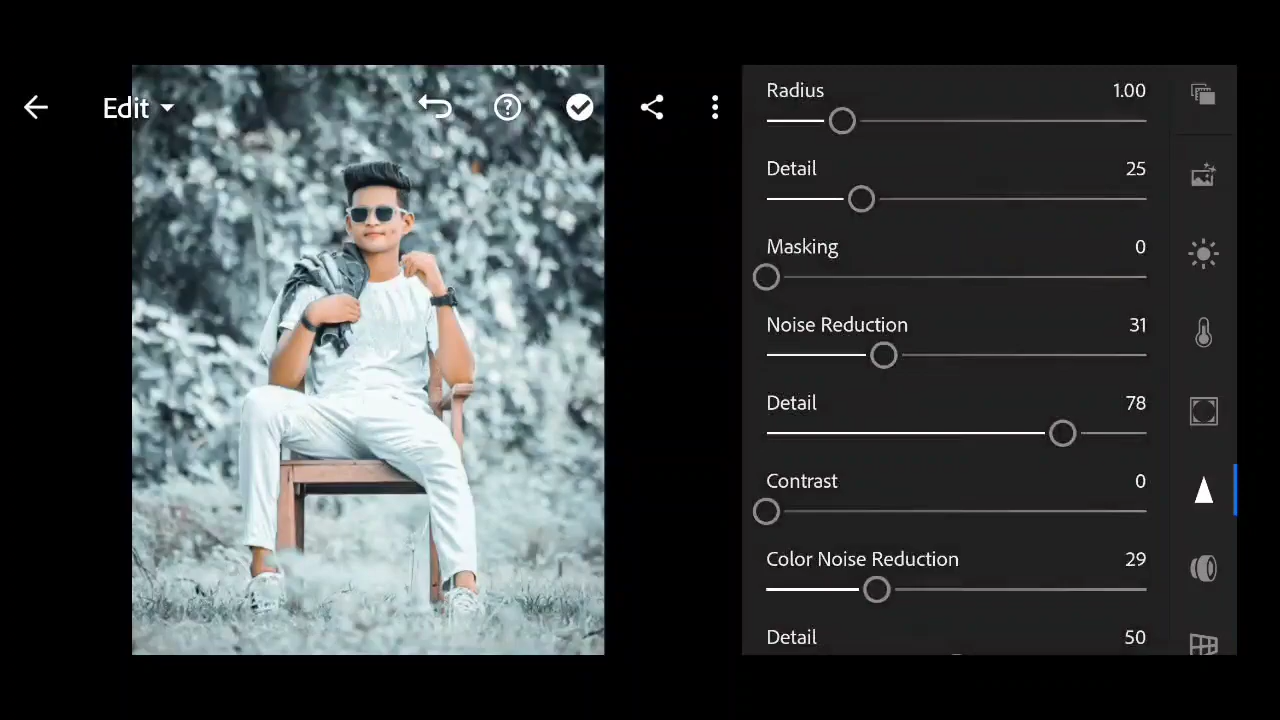 Edit
Radius 1.00
Detail 25
Masking 0
Noise Reduction 31
Detail 78
Contrast 0
Color Noise Reduction 29
Detail 50